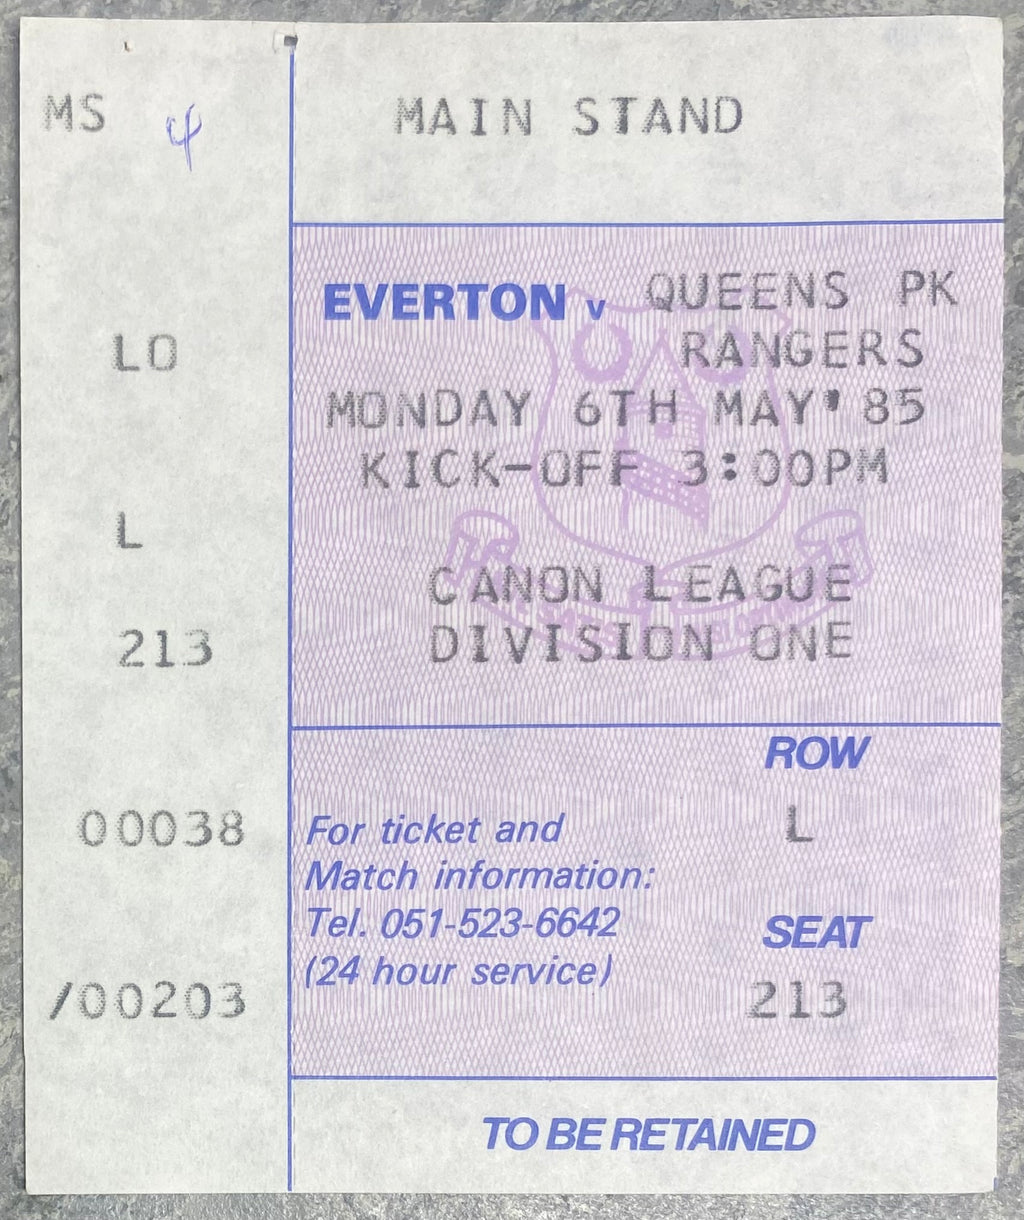 MS 4
LO
L
213
00038
/00203
MAIN STAND
EVERTON v QUEENS PK
RANGERS
MONDAY 6TH MAY' 85
KICK-OFF 3:00PM
CANON LEAGUE
DIVISION ONE
For ticket and
Match information:
Tel. 051-523-6642
(24 hour service)
ROW
L
SEAT
213
TO BE RETAINED